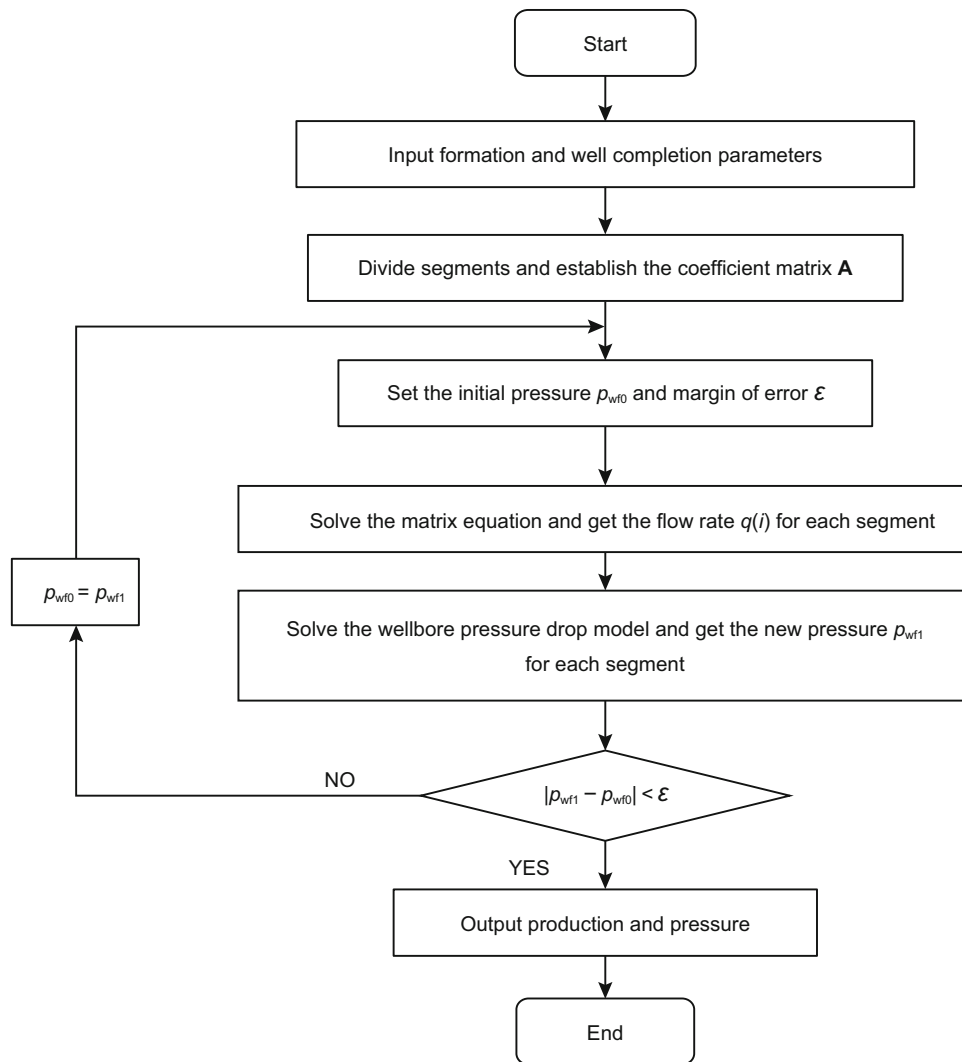 Start
Input formation and well completion parameters
Divide segments and establish the coefficient matrix A
Set the initial pressure pwf0 and margin of error ε
Solve the matrix equation and get the flow rate q(i) for each segment
pwf0 = pwf1
Solve the wellbore pressure drop model and get the new pressure pwf1
for each segment
NO
|pwf1 − pwf0| < ε
YES
Output production and pressure
End